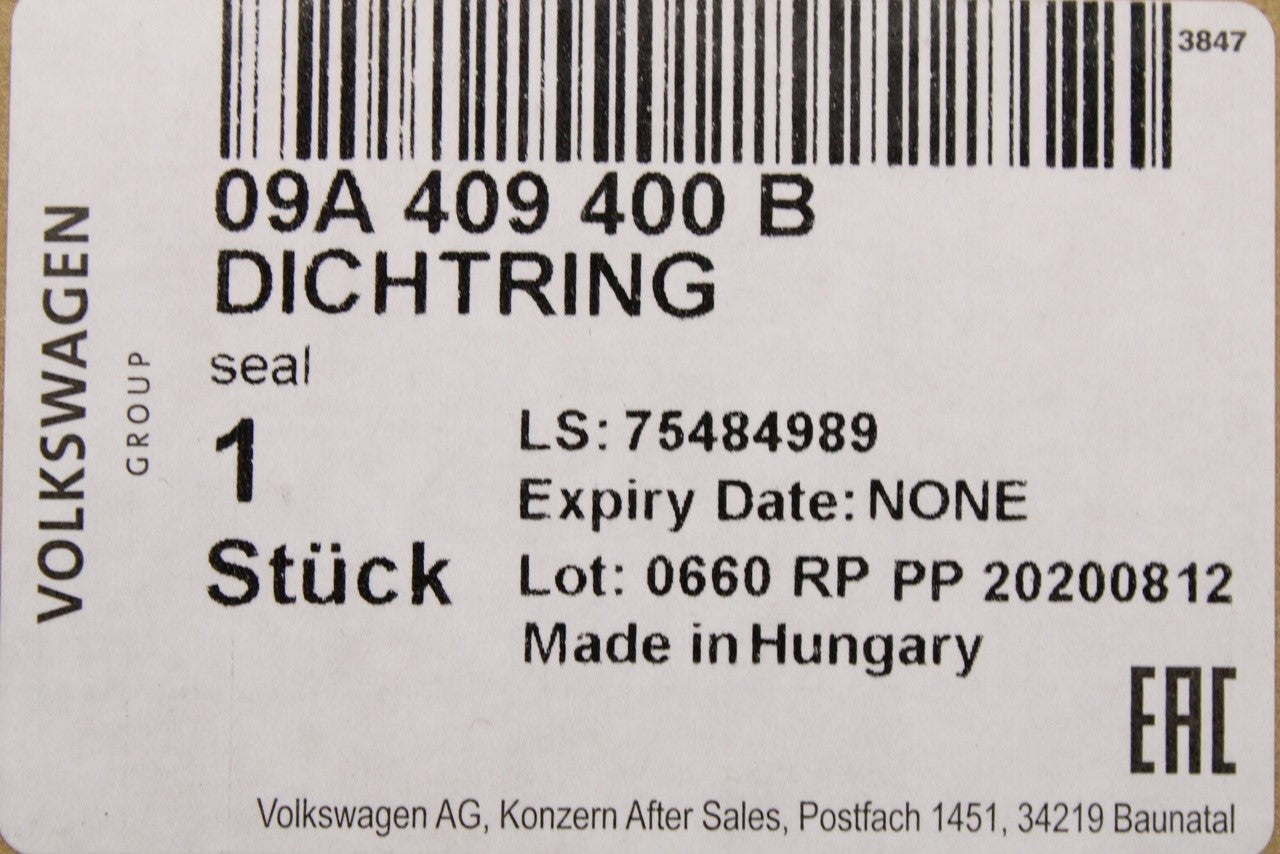 3847
09A 409 400 B
DICHTRING
seal
1
Stück
LS: 75484989
Expiry Date: NONE
Lot: 0660 RP PP 20200812
Made in Hungary
EAC
Volkswagen AG, Konzern After Sales, Postfach 1451, 34219 Baunatal
VOLKSWAGEN
GROUP